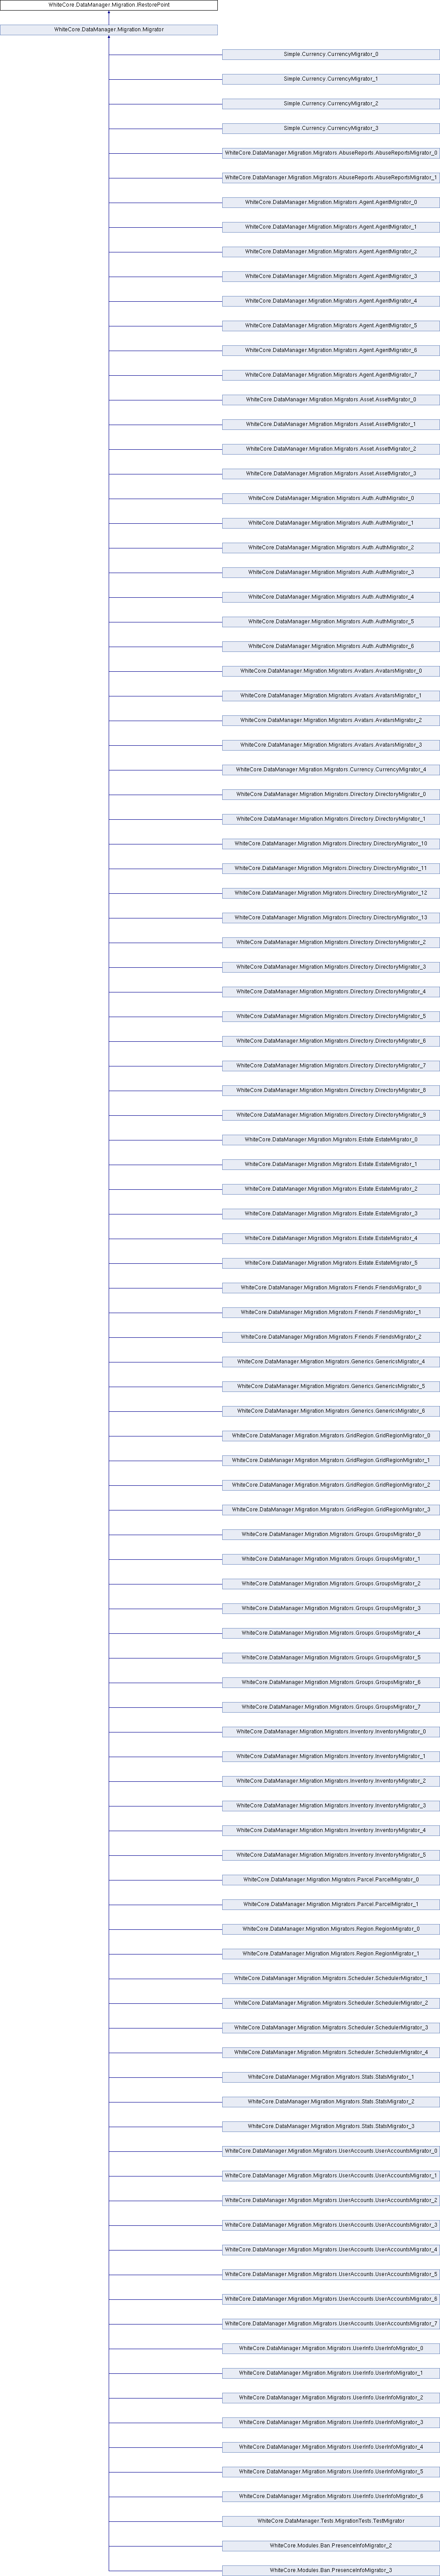 WhiteCore.DataManager.Migration.IRestorePoint
WhiteCore.DataManager.Migration.Migrator
Simple.Currency.CurrencyMigrator_0
Simple.Currency.CurrencyMigrator_1
Simple.Currency.CurrencyMigrator_2
Simple.Currency.CurrencyMigrator_3
WhiteCore.DataManager.Migration.Migrators.AbuseReports.AbuseReportsMigrator_0
WhiteCore.DataManager.Migration.Migrators.AbuseReports.AbuseReportsMigrator_1
WhiteCore.DataManager.Migration.Migrators.Agent.AgentMigrator_0
WhiteCore.DataManager.Migration.Migrators.Agent.AgentMigrator_1
WhiteCore.DataManager.Migration.Migrators.Agent.AgentMigrator_2
WhiteCore.DataManager.Migration.Migrators.Agent.AgentMigrator_3
WhiteCore.DataManager.Migration.Migrators.Agent.AgentMigrator_4
WhiteCore.DataManager.Migration.Migrators.Agent.AgentMigrator_5
WhiteCore.DataManager.Migration.Migrators.Agent.AgentMigrator_6
WhiteCore.DataManager.Migration.Migrators.Agent.AgentMigrator_7
WhiteCore.DataManager.Migration.Migrators.Asset.AssetMigrator_0
WhiteCore.DataManager.Migration.Migrators.Asset.AssetMigrator_1
WhiteCore.DataManager.Migration.Migrators.Asset.AssetMigrator_2
WhiteCore.DataManager.Migration.Migrators.Asset.AssetMigrator_3
WhiteCore.DataManager.Migration.Migrators.Auth.AuthMigrator_0
WhiteCore.DataManager.Migration.Migrators.Auth.AuthMigrator_1
WhiteCore.DataManager.Migration.Migrators.Auth.AuthMigrator_2
WhiteCore.DataManager.Migration.Migrators.Auth.AuthMigrator_3
WhiteCore.DataManager.Migration.Migrators.Auth.AuthMigrator_4
WhiteCore.DataManager.Migration.Migrators.Auth.AuthMigrator_5
WhiteCore.DataManager.Migration.Migrators.Auth.AuthMigrator_6
WhiteCore.DataManager.Migration.Migrators.Avatars.AvatarsMigrator_0
WhiteCore.DataManager.Migration.Migrators.Avatars.AvatarsMigrator_1
WhiteCore.DataManager.Migration.Migrators.Avatars.AvatarsMigrator_2
WhiteCore.DataManager.Migration.Migrators.Avatars.AvatarsMigrator_3
WhiteCore.DataManager.Migration.Migrators.Currency.CurrencyMigrator_4
WhiteCore.DataManager.Migration.Migrators.Directory.DirectoryMigrator_0
WhiteCore.DataManager.Migration.Migrators.Directory.DirectoryMigrator_1
WhiteCore.DataManager.Migration.Migrators.Directory.DirectoryMigrator_10
WhiteCore.DataManager.Migration.Migrators.Directory.DirectoryMigrator_11
WhiteCore.DataManager.Migration.Migrators.Directory.DirectoryMigrator_12
WhiteCore.DataManager.Migration.Migrators.Directory.DirectoryMigrator_13
WhiteCore.DataManager.Migration.Migrators.Directory.DirectoryMigrator_2
WhiteCore.DataManager.Migration.Migrators.Directory.DirectoryMigrator_3
WhiteCore.DataManager.Migration.Migrators.Directory.DirectoryMigrator_4
WhiteCore.DataManager.Migration.Migrators.Directory.DirectoryMigrator_5
WhiteCore.DataManager.Migration.Migrators.Directory.DirectoryMigrator_6
WhiteCore.DataManager.Migration.Migrators.Directory.DirectoryMigrator_7
WhiteCore.DataManager.Migration.Migrators.Directory.DirectoryMigrator_8
WhiteCore.DataManager.Migration.Migrators.Directory.DirectoryMigrator_9
WhiteCore.DataManager.Migration.Migrators.Estate.EstateMigrator_0
WhiteCore.DataManager.Migration.Migrators.Estate.EstateMigrator_1
WhiteCore.DataManager.Migration.Migrators.Estate.EstateMigrator_2
WhiteCore.DataManager.Migration.Migrators.Estate.EstateMigrator_3
WhiteCore.DataManager.Migration.Migrators.Estate.EstateMigrator_4
WhiteCore.DataManager.Migration.Migrators.Estate.EstateMigrator_5
WhiteCore.DataManager.Migration.Migrators.Friends.FriendsMigrator_0
WhiteCore.DataManager.Migration.Migrators.Friends.FriendsMigrator_1
WhiteCore.DataManager.Migration.Migrators.Friends.FriendsMigrator_2
WhiteCore.DataManager.Migration.Migrators.Generics.GenericsMigrator_4
WhiteCore.DataManager.Migration.Migrators.Generics.GenericsMigrator_5
WhiteCore.DataManager.Migration.Migrators.Generics.GenericsMigrator_6
WhiteCore.DataManager.Migration.Migrators.GridRegion.GridRegionMigrator_0
WhiteCore.DataManager.Migration.Migrators.GridRegion.GridRegionMigrator_1
WhiteCore.DataManager.Migration.Migrators.GridRegion.GridRegionMigrator_2
WhiteCore.DataManager.Migration.Migrators.GridRegion.GridRegionMigrator_3
WhiteCore.DataManager.Migration.Migrators.Groups.GroupsMigrator_0
WhiteCore.DataManager.Migration.Migrators.Groups.GroupsMigrator_1
WhiteCore.DataManager.Migration.Migrators.Groups.GroupsMigrator_2
WhiteCore.DataManager.Migration.Migrators.Groups.GroupsMigrator_3
WhiteCore.DataManager.Migration.Migrators.Groups.GroupsMigrator_4
WhiteCore.DataManager.Migration.Migrators.Groups.GroupsMigrator_5
WhiteCore.DataManager.Migration.Migrators.Groups.GroupsMigrator_6
WhiteCore.DataManager.Migration.Migrators.Groups.GroupsMigrator_7
WhiteCore.DataManager.Migration.Migrators.Inventory.InventoryMigrator_0
WhiteCore.DataManager.Migration.Migrators.Inventory.InventoryMigrator_1
WhiteCore.DataManager.Migration.Migrators.Inventory.InventoryMigrator_2
WhiteCore.DataManager.Migration.Migrators.Inventory.InventoryMigrator_3
WhiteCore.DataManager.Migration.Migrators.Inventory.InventoryMigrator_4
WhiteCore.DataManager.Migration.Migrators.Inventory.InventoryMigrator_5
WhiteCore.DataManager.Migration.Migrators.Parcel.ParcelMigrator_0
WhiteCore.DataManager.Migration.Migrators.Parcel.ParcelMigrator_1
WhiteCore.DataManager.Migration.Migrators.Region.RegionMigrator_0
WhiteCore.DataManager.Migration.Migrators.Region.RegionMigrator_1
WhiteCore.DataManager.Migration.Migrators.Scheduler.SchedulerMigrator_1
WhiteCore.DataManager.Migration.Migrators.Scheduler.SchedulerMigrator_2
WhiteCore.DataManager.Migration.Migrators.Scheduler.SchedulerMigrator_3
WhiteCore.DataManager.Migration.Migrators.Scheduler.SchedulerMigrator_4
WhiteCore.DataManager.Migration.Migrators.Stats.StatsMigrator_1
WhiteCore.DataManager.Migration.Migrators.Stats.StatsMigrator_2
WhiteCore.DataManager.Migration.Migrators.Stats.StatsMigrator_3
WhiteCore.DataManager.Migration.Migrators.UserAccounts.UserAccountsMigrator_0
WhiteCore.DataManager.Migration.Migrators.UserAccounts.UserAccountsMigrator_1
WhiteCore.DataManager.Migration.Migrators.UserAccounts.UserAccountsMigrator_2
WhiteCore.DataManager.Migration.Migrators.UserAccounts.UserAccountsMigrator_3
WhiteCore.DataManager.Migration.Migrators.UserAccounts.UserAccountsMigrator_4
WhiteCore.DataManager.Migration.Migrators.UserAccounts.UserAccountsMigrator_5
WhiteCore.DataManager.Migration.Migrators.UserAccounts.UserAccountsMigrator_6
WhiteCore.DataManager.Migration.Migrators.UserAccounts.UserAccountsMigrator_7
WhiteCore.DataManager.Migration.Migrators.UserInfo.UserInfoMigrator_0
WhiteCore.DataManager.Migration.Migrators.UserInfo.UserInfoMigrator_1
WhiteCore.DataManager.Migration.Migrators.UserInfo.UserInfoMigrator_2
WhiteCore.DataManager.Migration.Migrators.UserInfo.UserInfoMigrator_3
WhiteCore.DataManager.Migration.Migrators.UserInfo.UserInfoMigrator_4
WhiteCore.DataManager.Migration.Migrators.UserInfo.UserInfoMigrator_5
WhiteCore.DataManager.Migration.Migrators.UserInfo.UserInfoMigrator_6
WhiteCore.DataManager.Tests.MigrationTests.TestMigrator
WhiteCore.Modules.Ban.PresenceInfoMigrator_2
WhiteCore.Modules.Ban.PresenceInfoMigrator_3